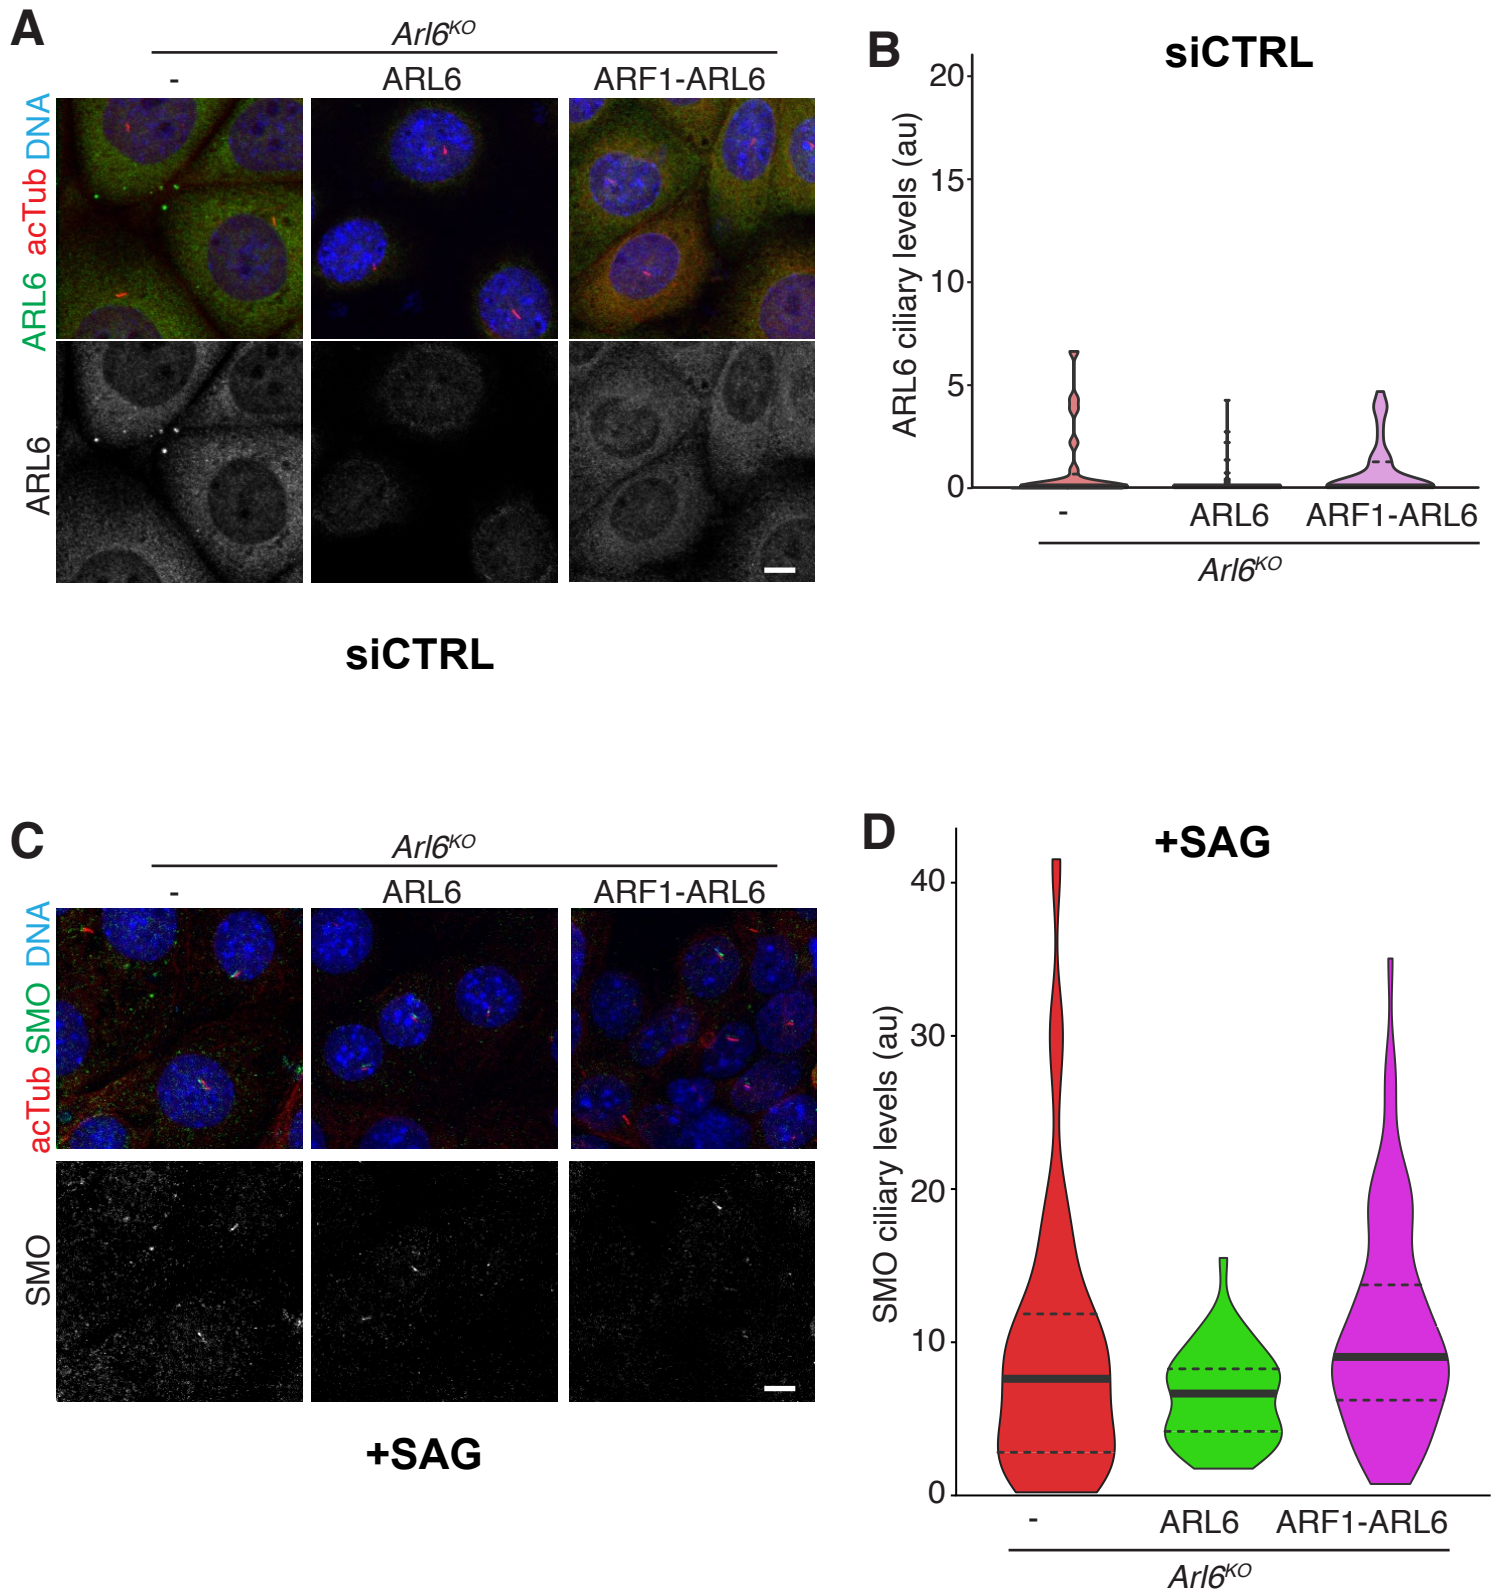 A
Arl6KO
-
ARL6
ARF1-ARL6
ARL6 acTub DNA
ARL6
siCTRL
B
siCTRL
ARL6 ciliary levels (au)
20
15
10
5
0
-
ARL6
ARF1-ARL6
Arl6KO
C
Arl6KO
-
ARL6
ARF1-ARL6
acTub SMO DNA
SMO
+SAG
D
+SAG
SMO ciliary levels (au)
40
30
20
10
0
-
ARL6
ARF1-ARL6
Arl6KO